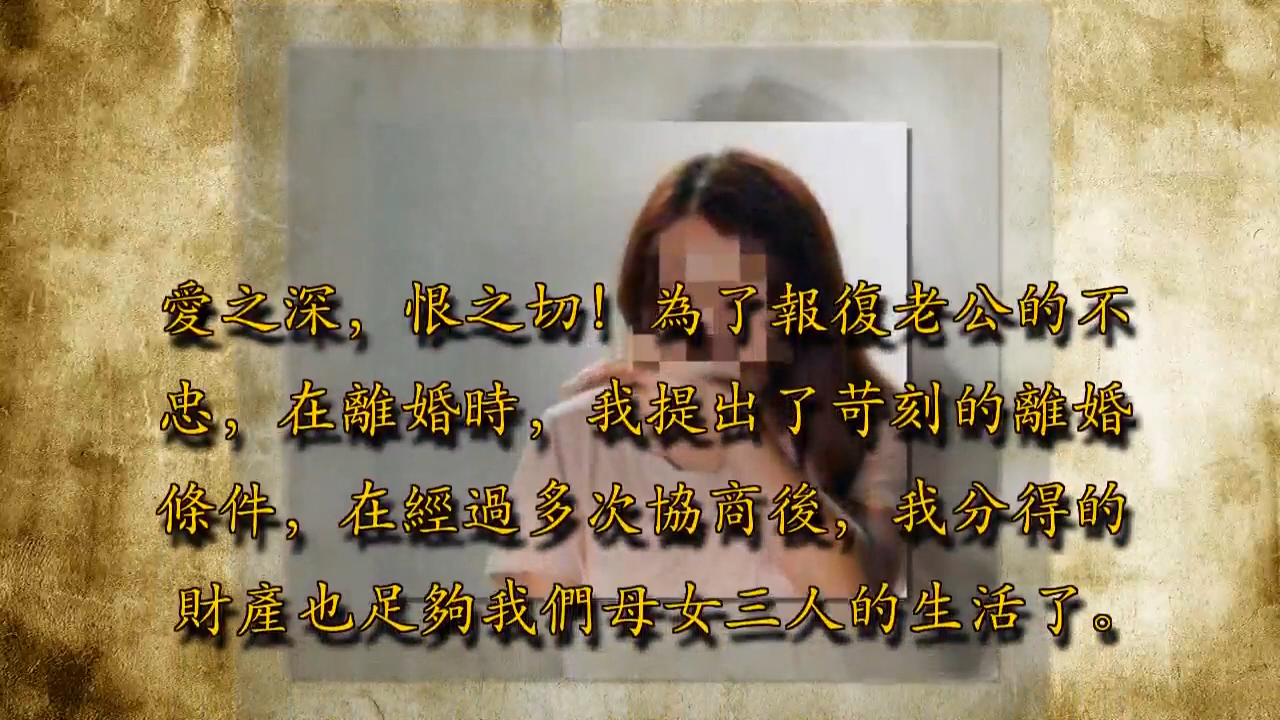 愛之深，恨之切！為了報復老公的不
忠，在離婚時，我提出了苛刻的離婚
條件，在經過多次協商後，我分得的
財產也足夠我們母女三人的生活了。